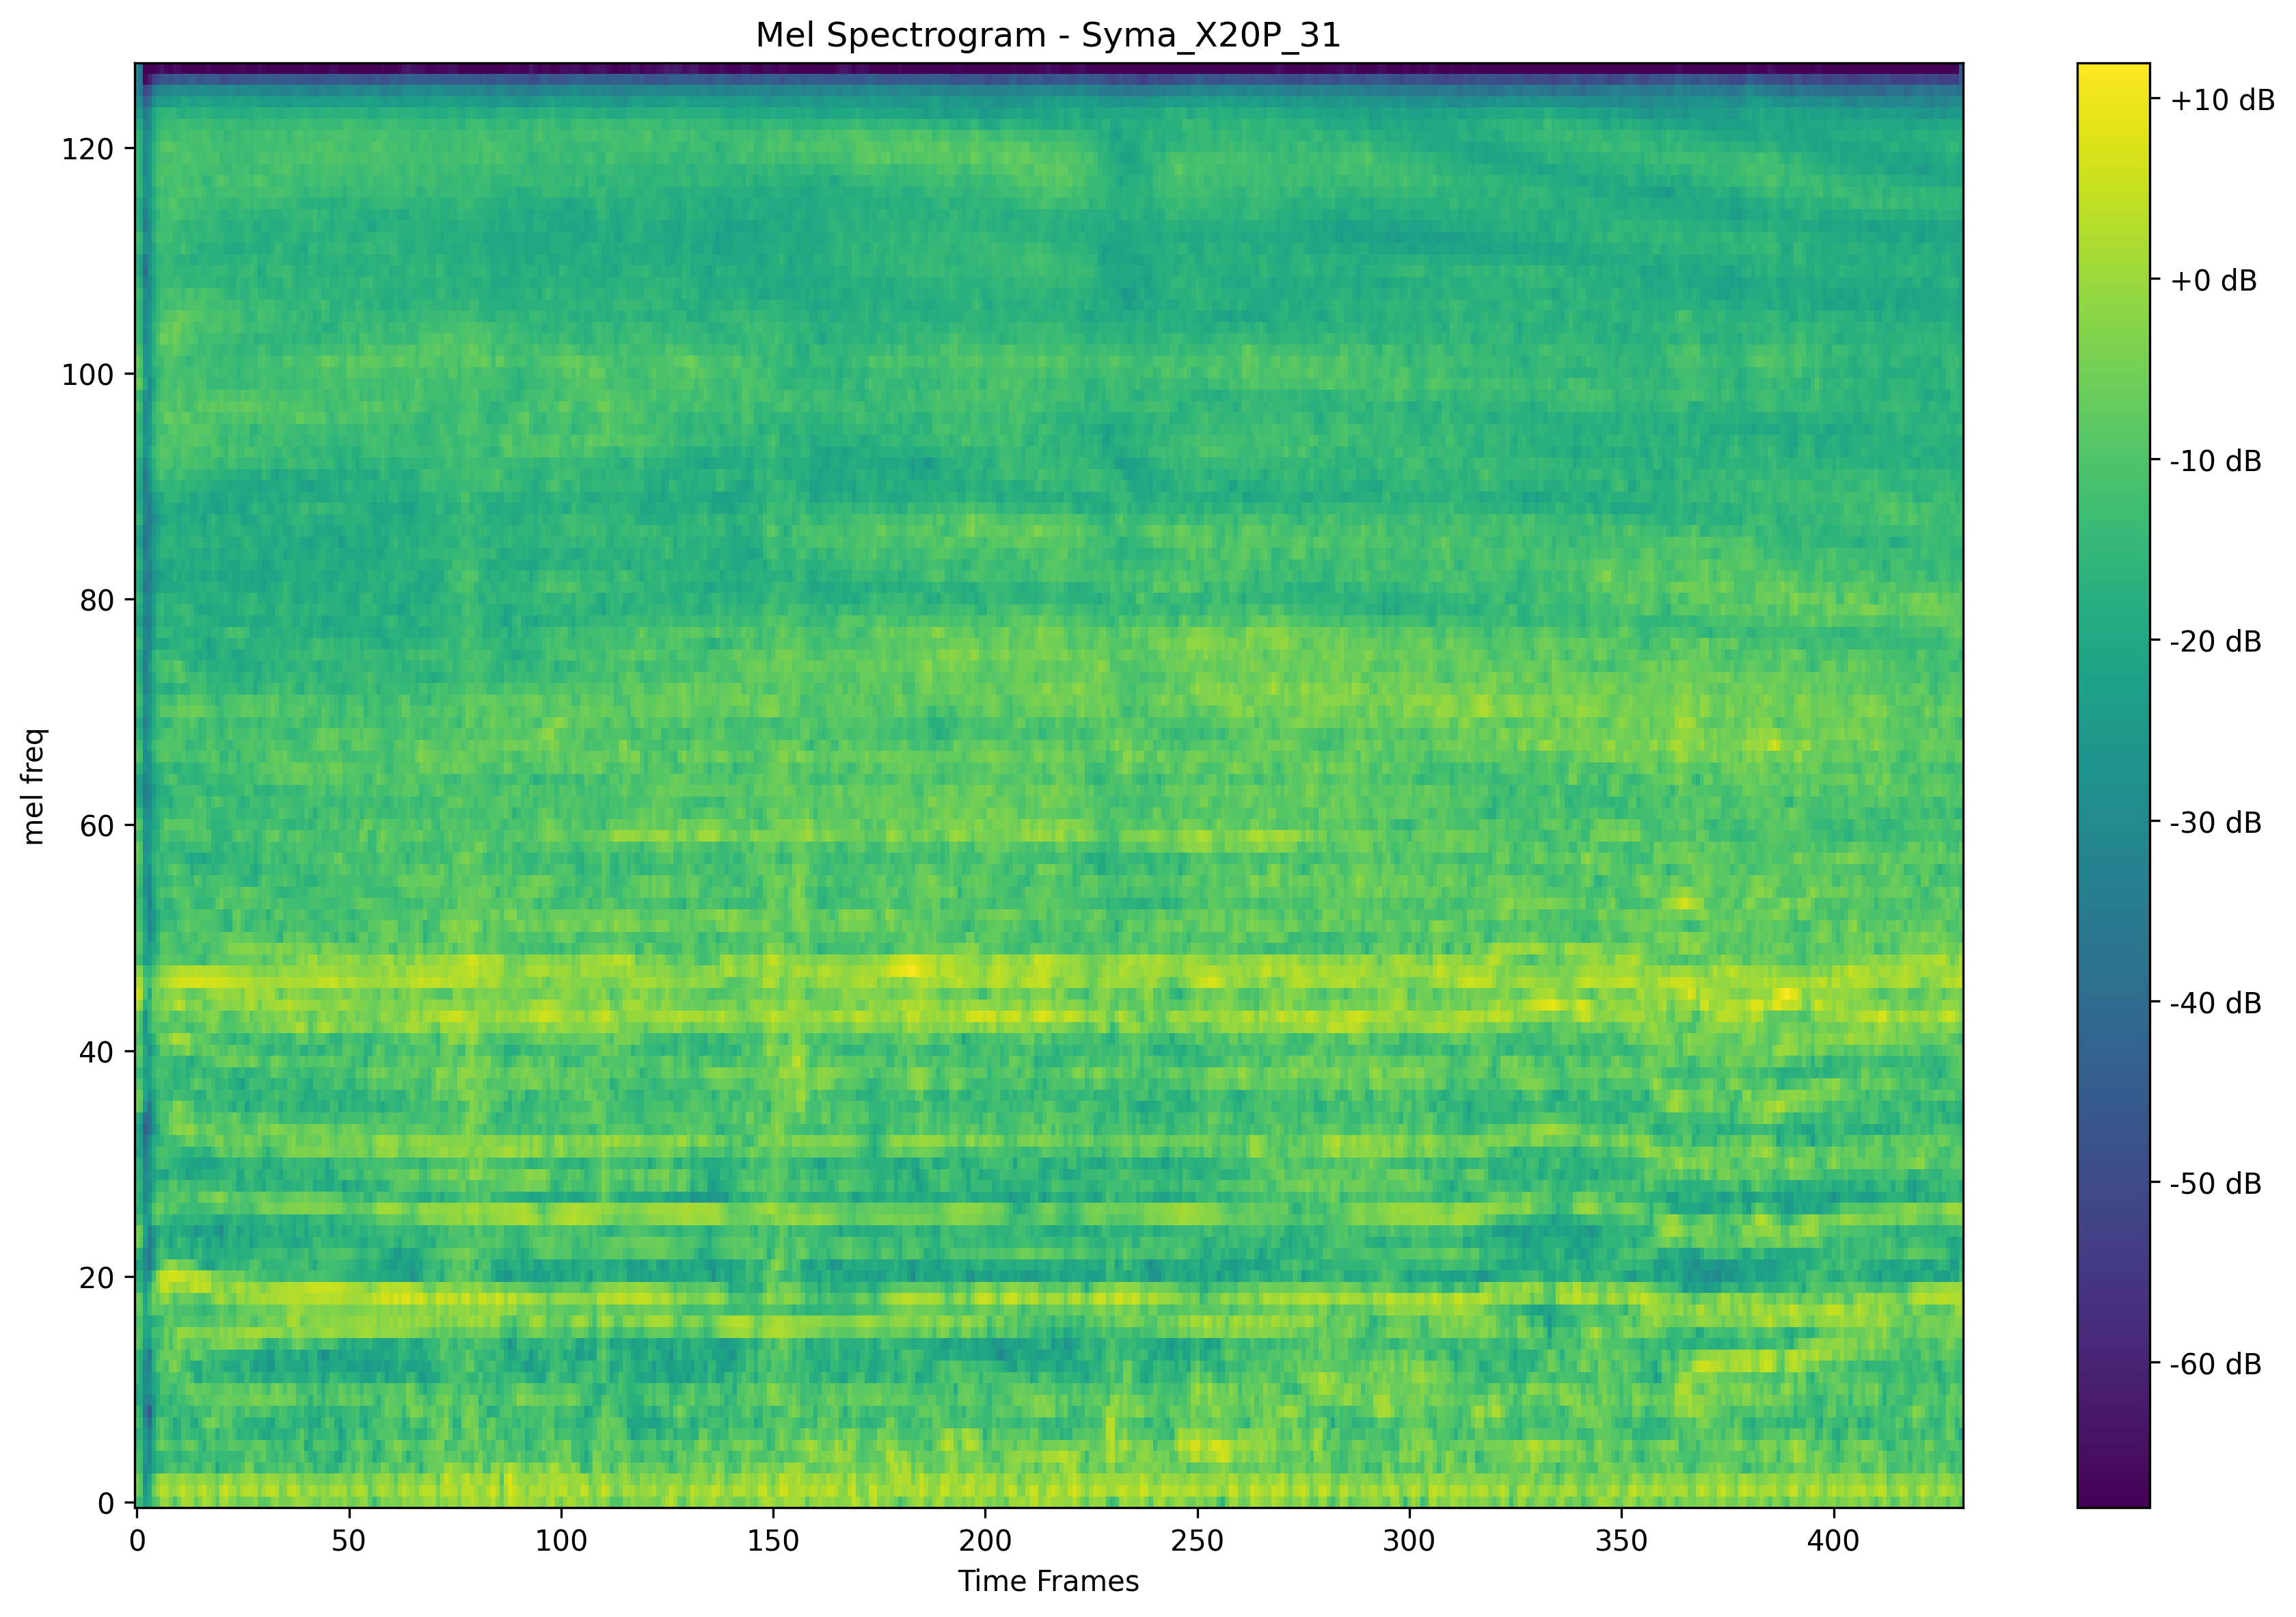 Mel Spectrogram - Syma_X20P_31
mel freq
120
100
80
60
40
20
0
0 50 100 150 200 250 300 350 400
Time Frames
+10 dB
+0 dB
-10 dB
-20 dB
-30 dB
-40 dB
-50 dB
-60 dB